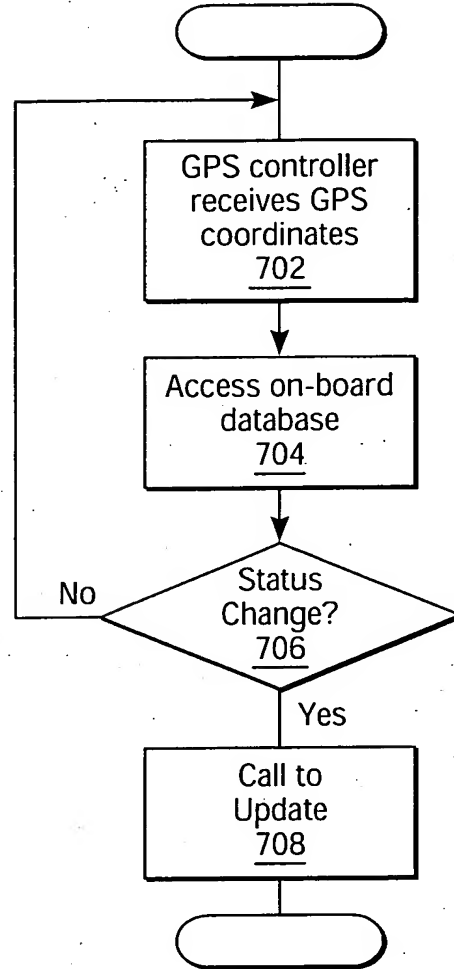 GPS controller
receives GPS
coordinates
702
Access on-board
database
704
Status
Change?
706
No
Yes
Call to
Update
708